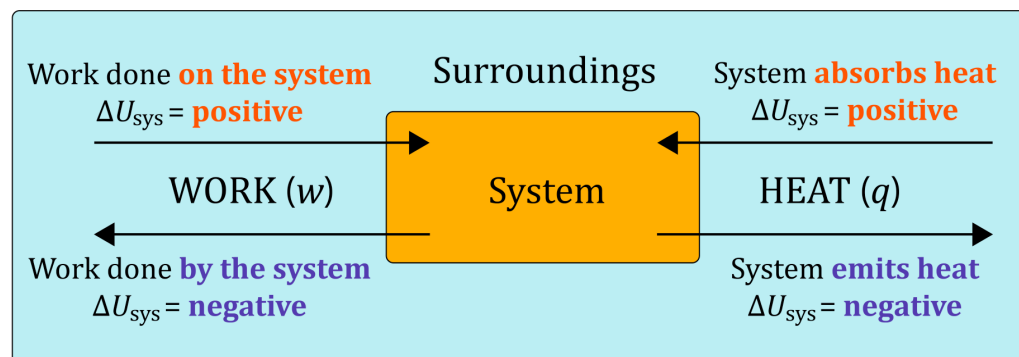 Work done on the system
ΔUsys = positive
Surroundings
System absorbs heat
ΔUsys = positive
WORK (w)
System
HEAT (q)
Work done by the system
ΔUsys = negative
System emits heat
ΔUsys = negative